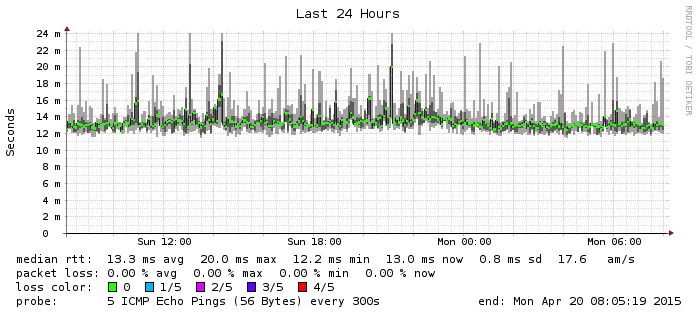 Last 24 Hours
RRDTOOL / TOBI OETIKER
Seconds
24 m
22 m
20 m
18 m
16 m
14 m
12 m
10 m
8 m
6 m
4 m
2 m
0
Sun 12:00 Sun 18:00 Mon 00:00 Mon 06:00
median rtt: 13.3 ms avg 20.0 ms max 12.2 ms min 13.0 ms now 0.8 ms sd 17.6 am/s
packet loss: 0.00 % avg 0.00 % max 0.00 % min 0.00 % now
loss color: 0 1/5 2/5 3/5 4/5
probe: 5 ICMP Echo Pings (56 Bytes) every 300s end: Mon Apr 20 08:05:19 2015